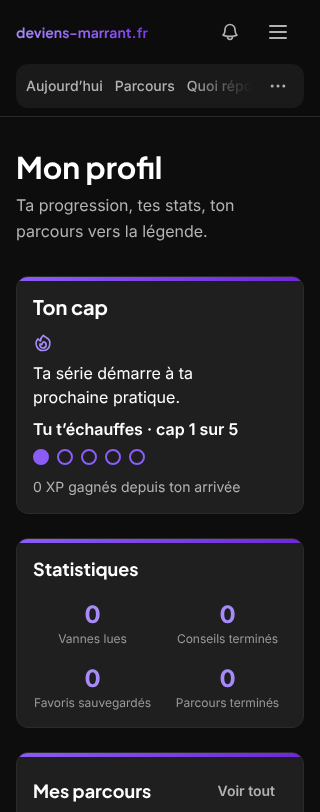 deviens-marrant.fr
Aujourd’hui Parcours Quoi répo
Mon profil
Ta progression, tes stats, ton
parcours vers la légende.
Ton cap
Ta série démarre à ta
prochaine pratique.
Tu t’échauffes · cap 1 sur 5
0 XP gagnés depuis ton arrivée
Statistiques
0 0
Vannes lues Conseils terminés
0 0
Favoris sauvegardés Parcours terminés
Mes parcours Voir tout